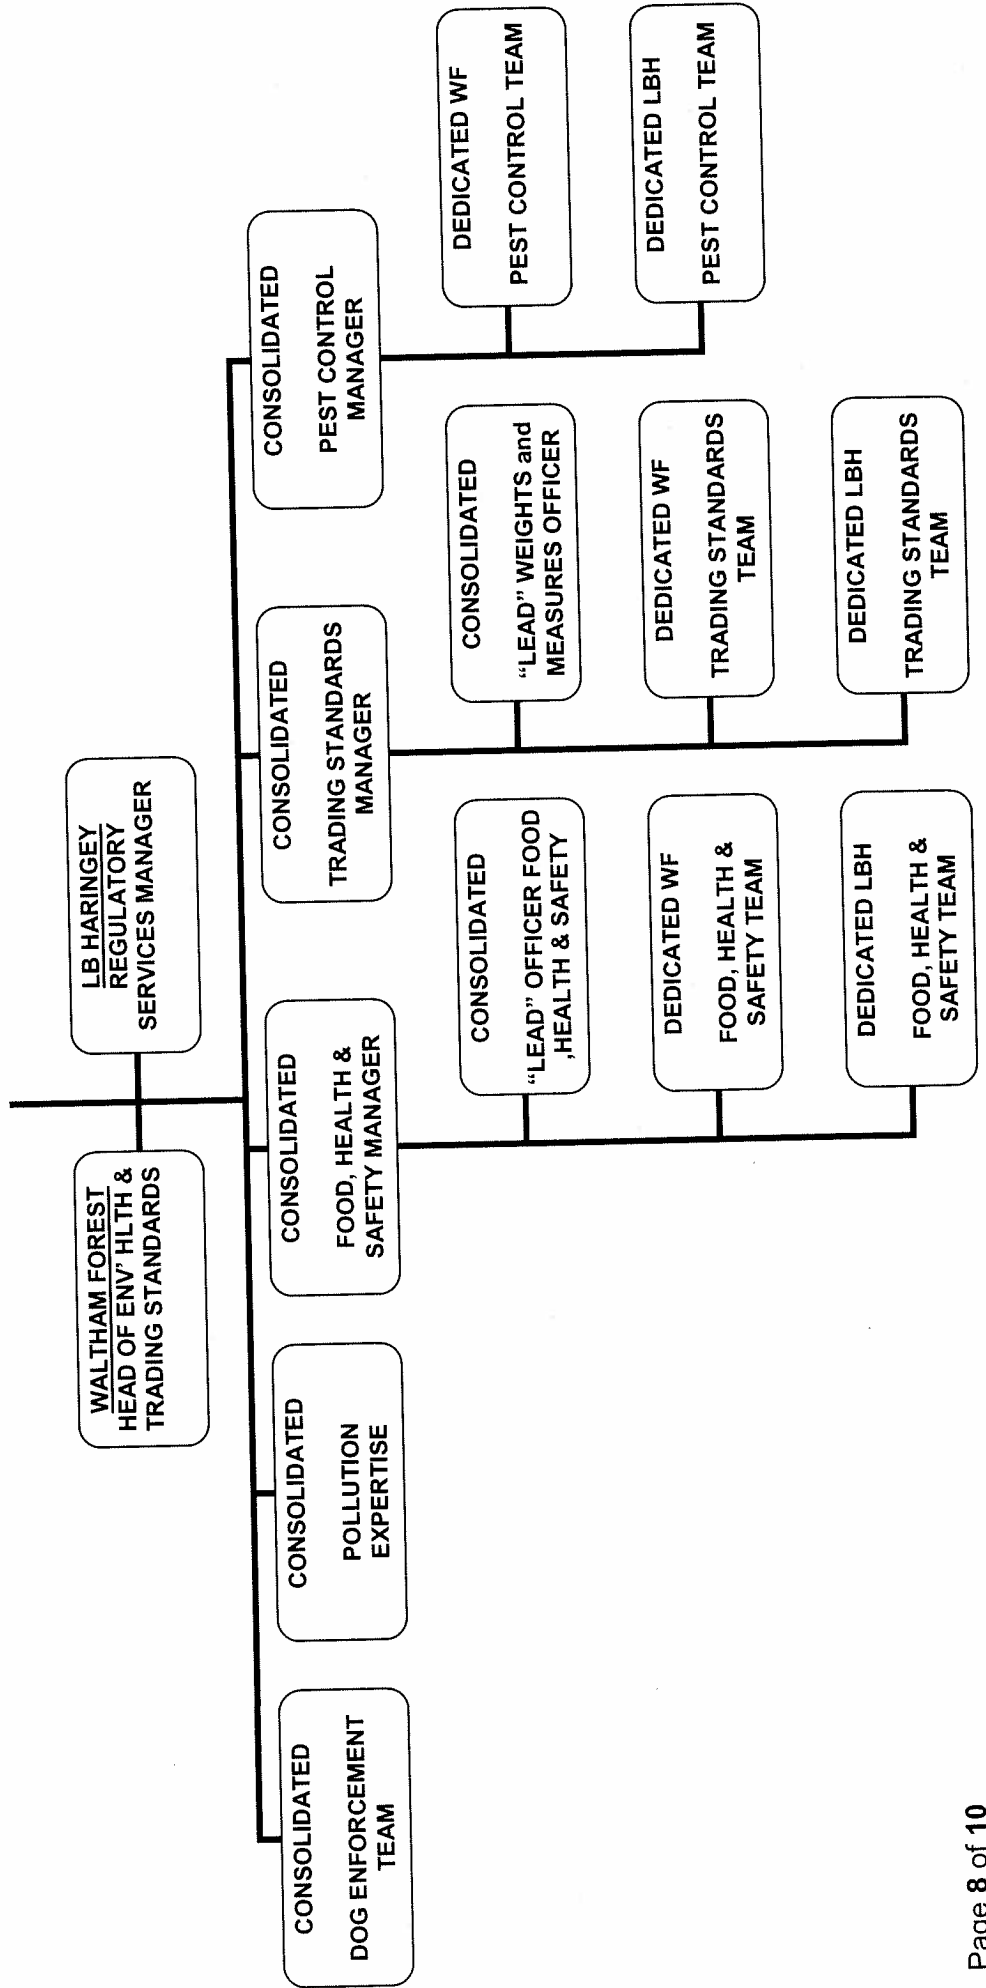 WALTHAM FOREST
HEAD OF ENV’ HLTH &
TRADING STANDARDS
LB HARINGEY
REGULATORY
SERVICES MANAGER
CONSOLIDATED
DOG ENFORCEMENT
TEAM
CONSOLIDATED
POLLUTION
EXPERTISE
CONSOLIDATED
FOOD, HEALTH &
SAFETY MANAGER
CONSOLIDATED
TRADING STANDARDS
MANAGER
CONSOLIDATED
PEST CONTROL
MANAGER
CONSOLIDATED
“LEAD” OFFICER FOOD
,HEALTH & SAFETY
DEDICATED WF
FOOD, HEALTH &
SAFETY TEAM
DEDICATED LBH
FOOD, HEALTH &
SAFETY TEAM
CONSOLIDATED
“LEAD” WEIGHTS and
MEASURES OFFICER
DEDICATED WF
TRADING STANDARDS
TEAM
DEDICATED LBH
TRADING STANDARDS
TEAM
DEDICATED WF
PEST CONTROL TEAM
DEDICATED LBH
PEST CONTROL TEAM
Page 8 of 10